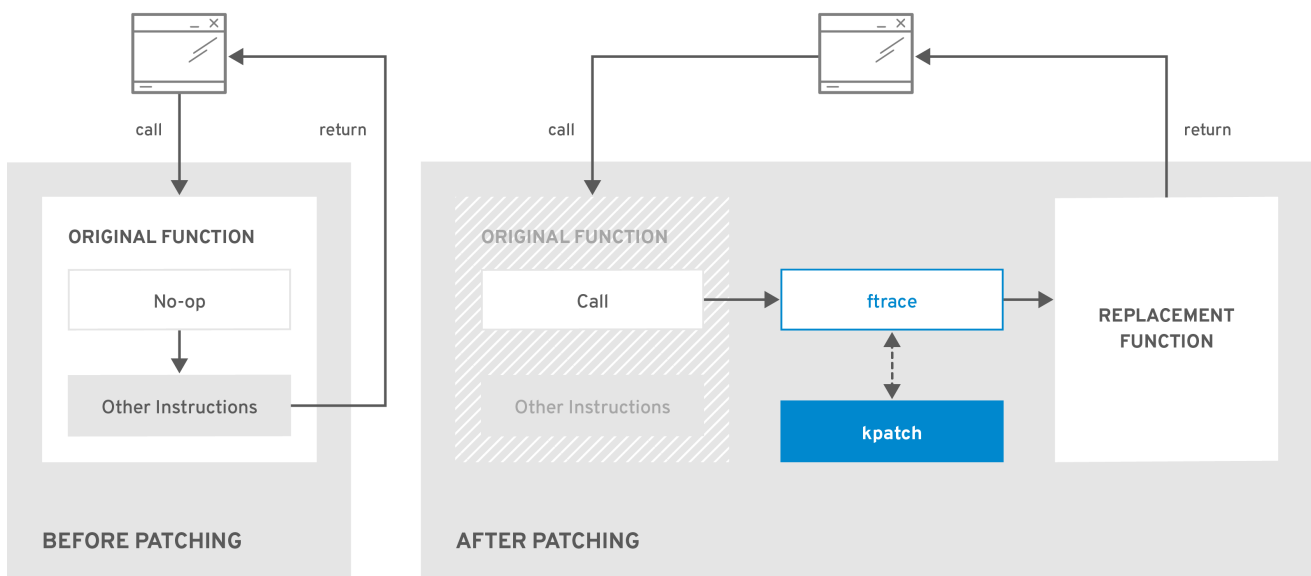 call
return
ORIGINAL FUNCTION
No-op
Other Instructions
BEFORE PATCHING
call
return
ORIGINAL FUNCTION
Call
ftrace
REPLACEMENT
FUNCTION
Other Instructions
kpatch
AFTER PATCHING